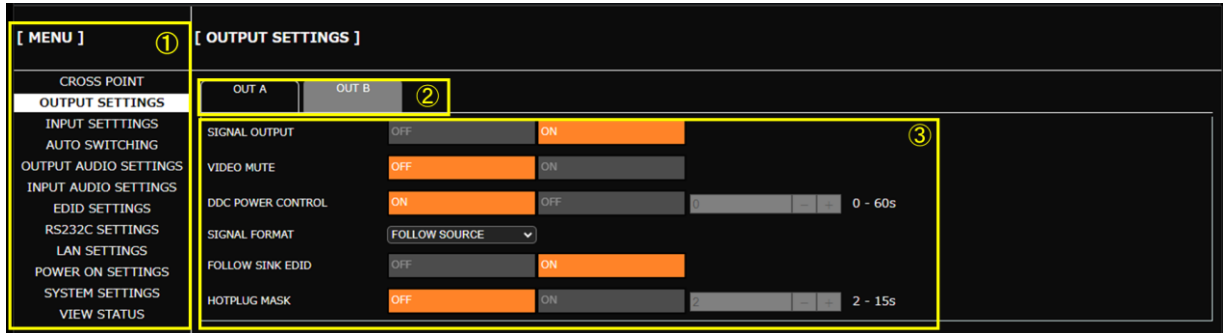 [ MENU ] ①
CROSS POINT
OUTPUT SETTINGS
INPUT SETTTINGS
AUTO SWITCHING
OUTPUT AUDIO SETTINGS
INPUT AUDIO SETTINGS
EDID SETTINGS
RS232C SETTINGS
LAN SETTINGS
POWER ON SETTINGS
SYSTEM SETTINGS
VIEW STATUS
[ OUTPUT SETTINGS ]
OUT A OUT B ②
③
SIGNAL OUTPUT OFF ON
VIDEO MUTE OFF ON
DDC POWER CONTROL ON OFF 0 − + 0 - 60s
SIGNAL FORMAT FOLLOW SOURCE
FOLLOW SINK EDID OFF ON
HOTPLUG MASK OFF ON 2 − + 2 - 15s